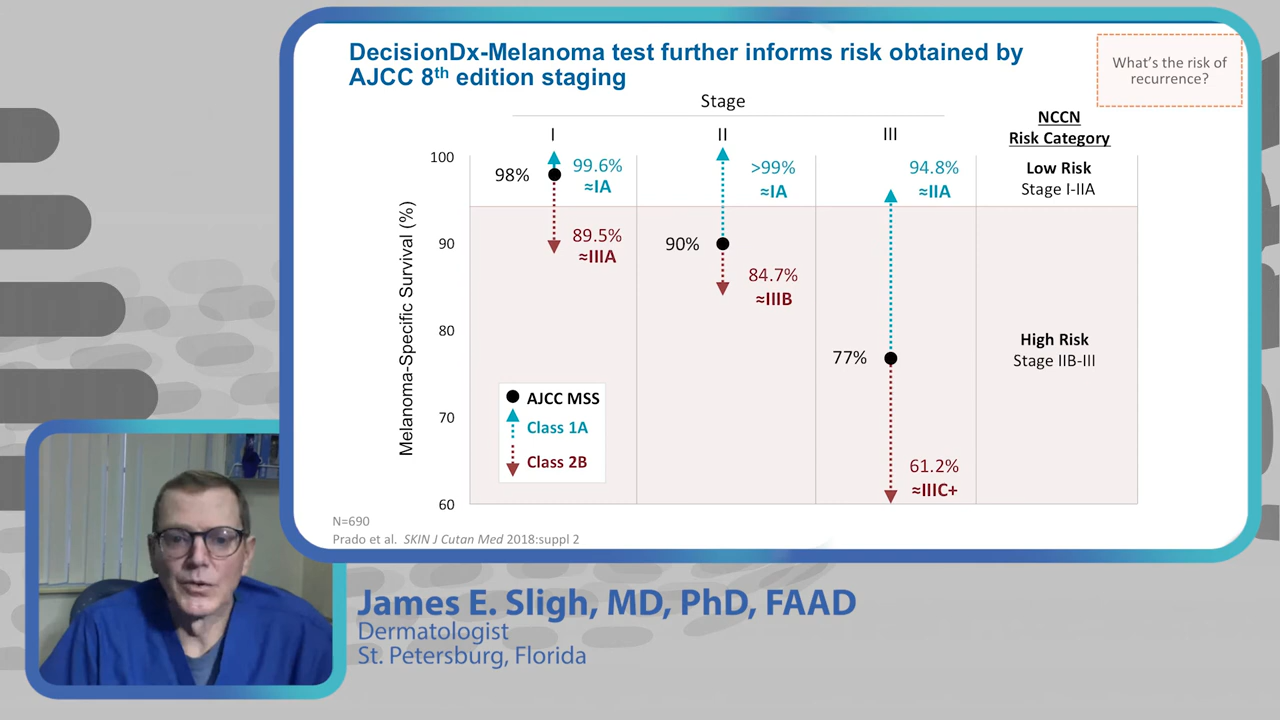 DecisionDx-Melanoma test further informs risk obtained by
AJCC 8th edition staging
What's the risk of
recurrence?
Stage
I
II
III
NCCN
Risk Category
Melanoma-Specific Survival (%)
100
90
80
70
60
98%
99.6%
≈IA
89.5%
≈IIIA
90%
>99%
≈IA
84.7%
≈IIIB
77%
94.8%
≈IIA
61.2%
≈IIIC+
Low Risk
Stage I-IIA
High Risk
Stage IIB-III
AJCC MSS
Class 1A
Class 2B
N=690
Prado et al. SKIN J Cutan Med 2018:suppl 2
James E. Sligh, MD, PhD, FAAD
Dermatologist
St. Petersburg, Florida